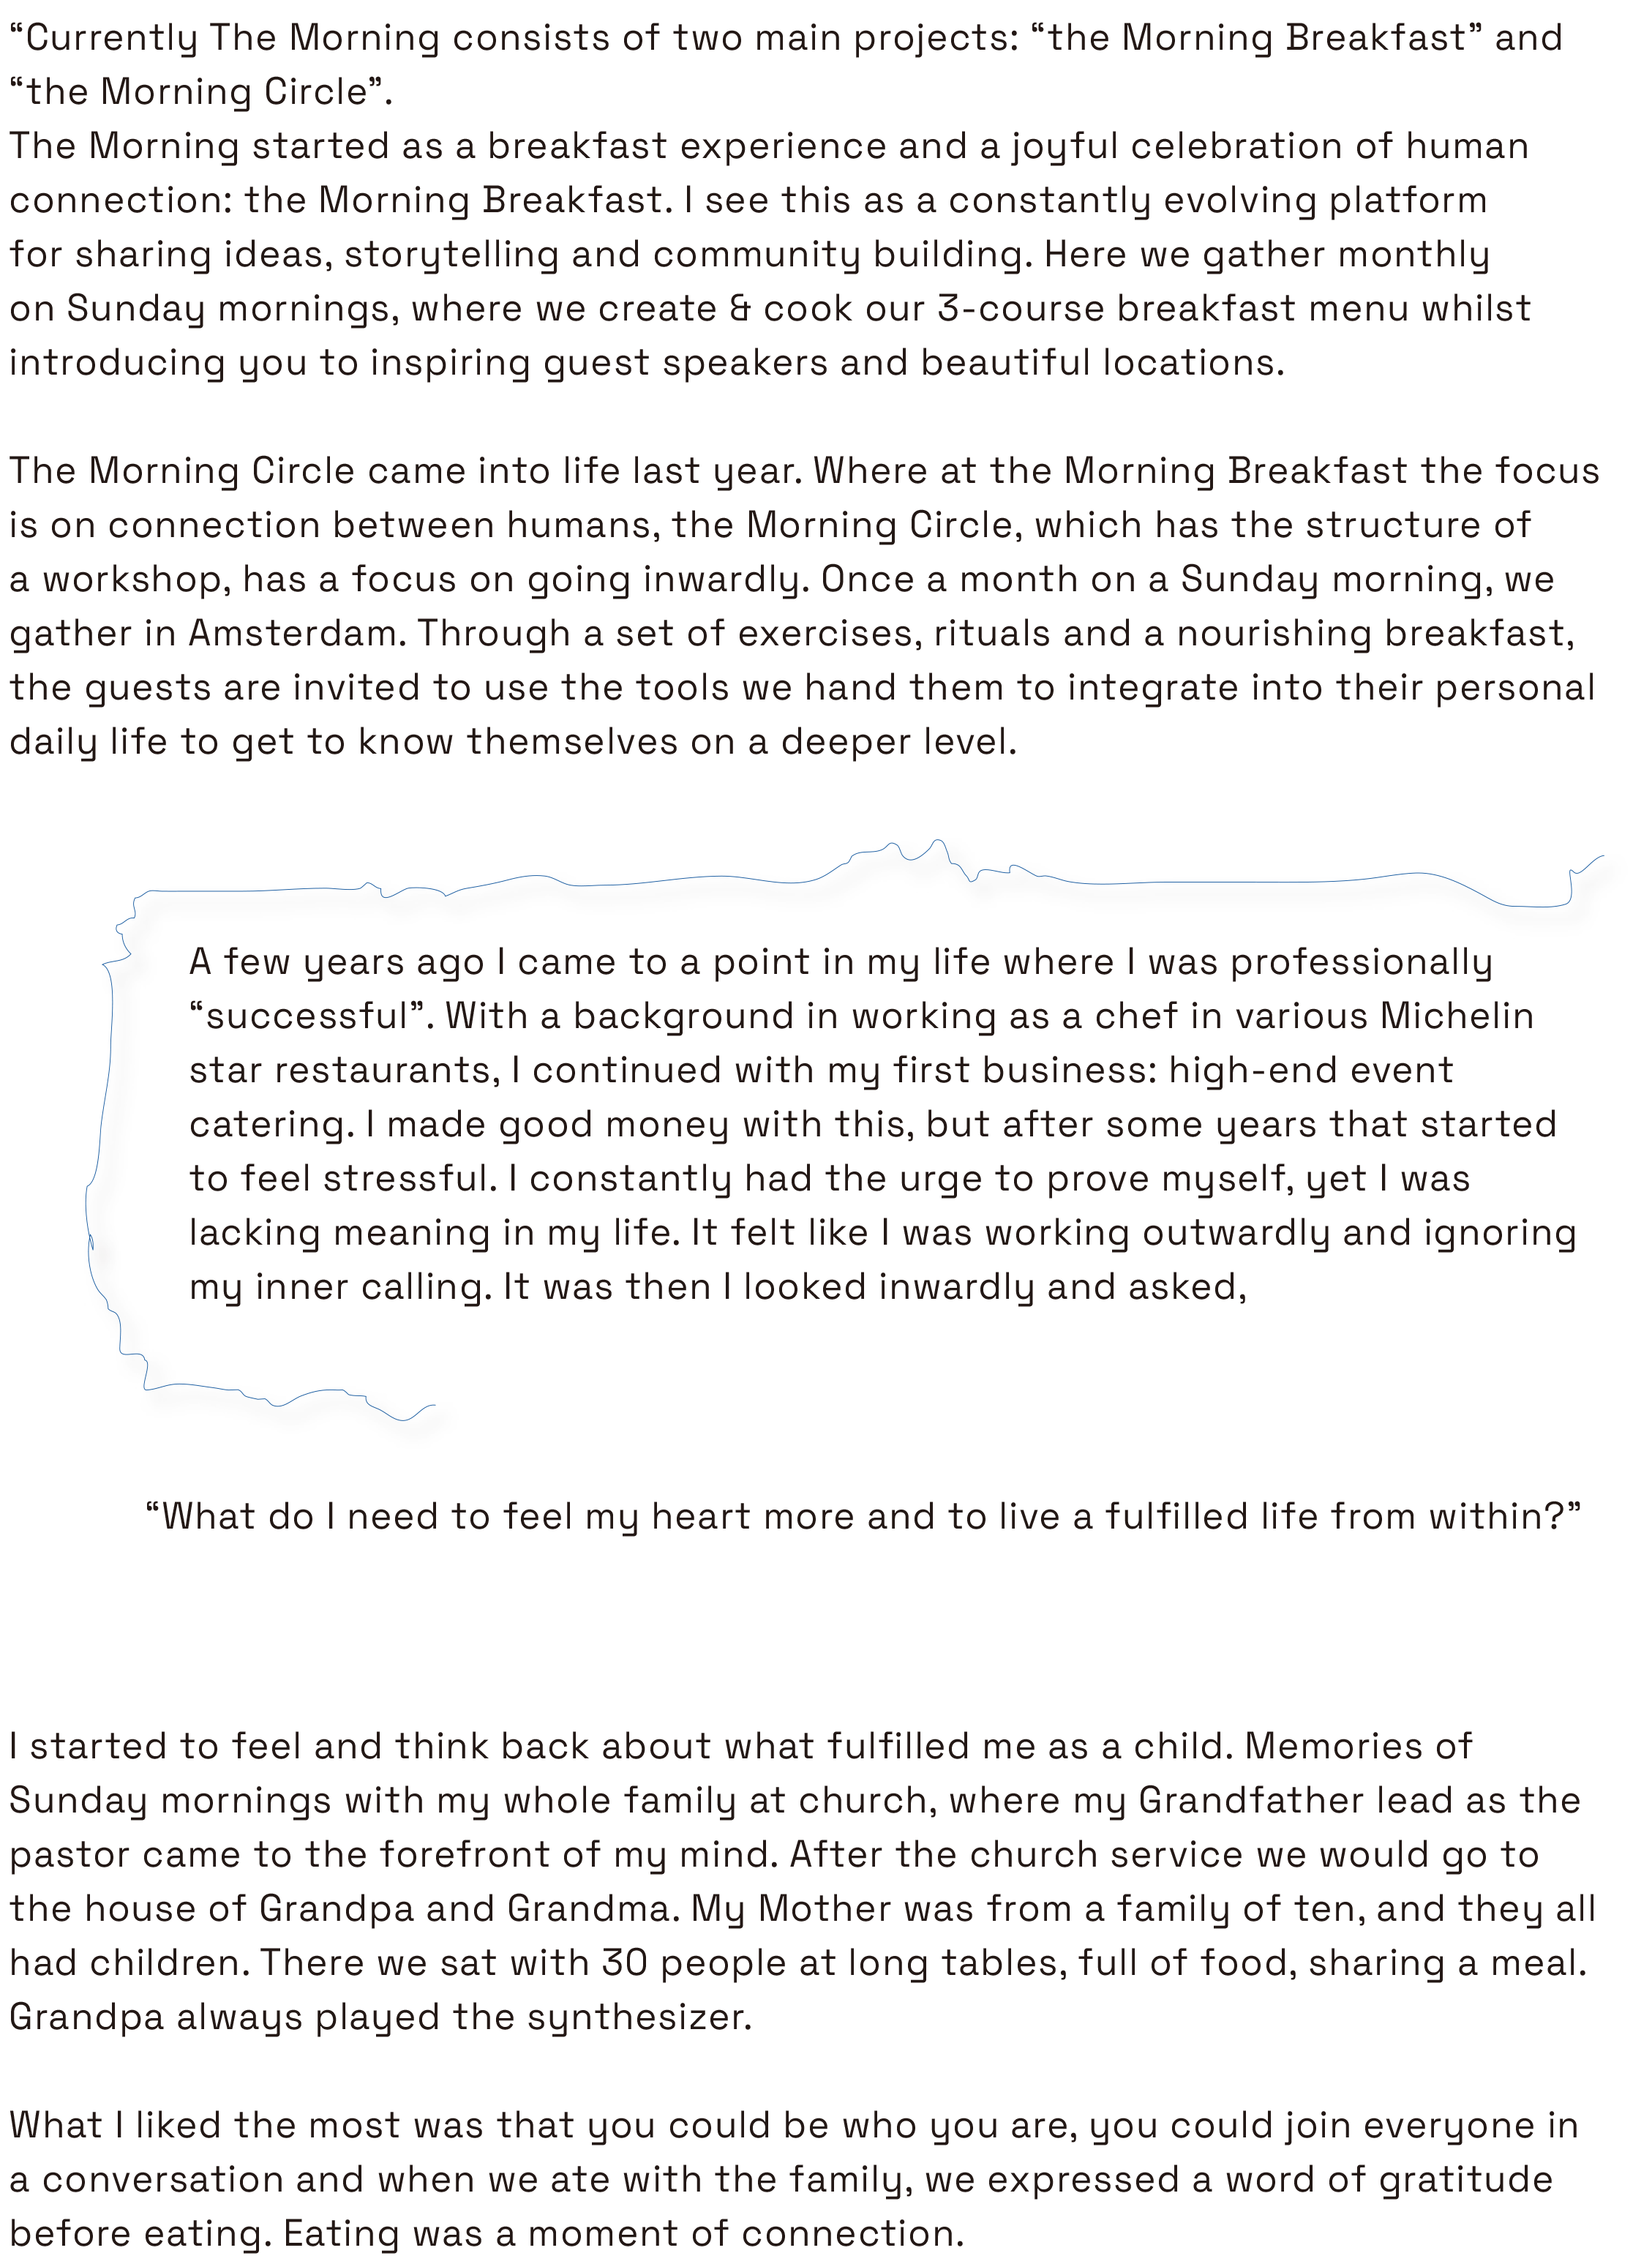 “Currently The Morning consists of two main projects: “the Morning Breakfast” and
“the Morning Circle”.
The Morning started as a breakfast experience and a joyful celebration of human
connection: the Morning Breakfast. I see this as a constantly evolving platform
for sharing ideas, storytelling and community building. Here we gather monthly
on Sunday mornings, where we create & cook our 3-course breakfast menu whilst
introducing you to inspiring guest speakers and beautiful locations.
The Morning Circle came into life last year. Where at the Morning Breakfast the focus
is on connection between humans, the Morning Circle, which has the structure of
a workshop, has a focus on going inwardly. Once a month on a Sunday morning, we
gather in Amsterdam. Through a set of exercises, rituals and a nourishing breakfast,
the guests are invited to use the tools we hand them to integrate into their personal
daily life to get to know themselves on a deeper level.
A few years ago I came to a point in my life where I was professionally
“successful”. With a background in working as a chef in various Michelin
star restaurants, I continued with my first business: high-end event
catering. I made good money with this, but after some years that started
to feel stressful. I constantly had the urge to prove myself, yet I was
lacking meaning in my life. It felt like I was working outwardly and ignoring
my inner calling. It was then I looked inwardly and asked,
“What do I need to feel my heart more and to live a fulfilled life from within?”
I started to feel and think back about what fulfilled me as a child. Memories of
Sunday mornings with my whole family at church, where my Grandfather lead as the
pastor came to the forefront of my mind. After the church service we would go to
the house of Grandpa and Grandma. My Mother was from a family of ten, and they all
had children. There we sat with 30 people at long tables, full of food, sharing a meal.
Grandpa always played the synthesizer.
What I liked the most was that you could be who you are, you could join everyone in
a conversation and when we ate with the family, we expressed a word of gratitude
before eating. Eating was a moment of connection.